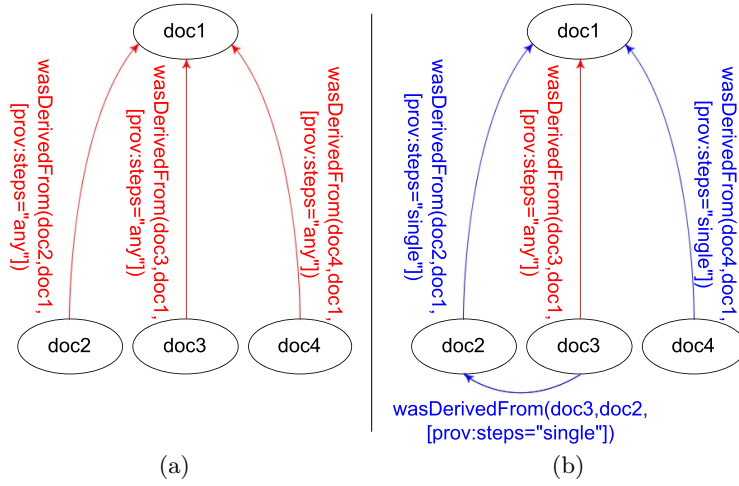 doc1
wasDerivedFrom(doc2,doc1,
[prov:steps="any"])
wasDerivedFrom(doc3,doc1,
[prov:steps="any"])
wasDerivedFrom(doc4,doc1,
[prov:steps="any"])
doc2
doc3
doc4
(a)
doc1
wasDerivedFrom(doc2,doc1,
[prov:steps="single"])
wasDerivedFrom(doc3,doc1,
[prov:steps="any"])
wasDerivedFrom(doc4,doc1,
[prov:steps="single"])
doc2
doc3
doc4
wasDerivedFrom(doc3,doc2,
[prov:steps="single"])
(b)